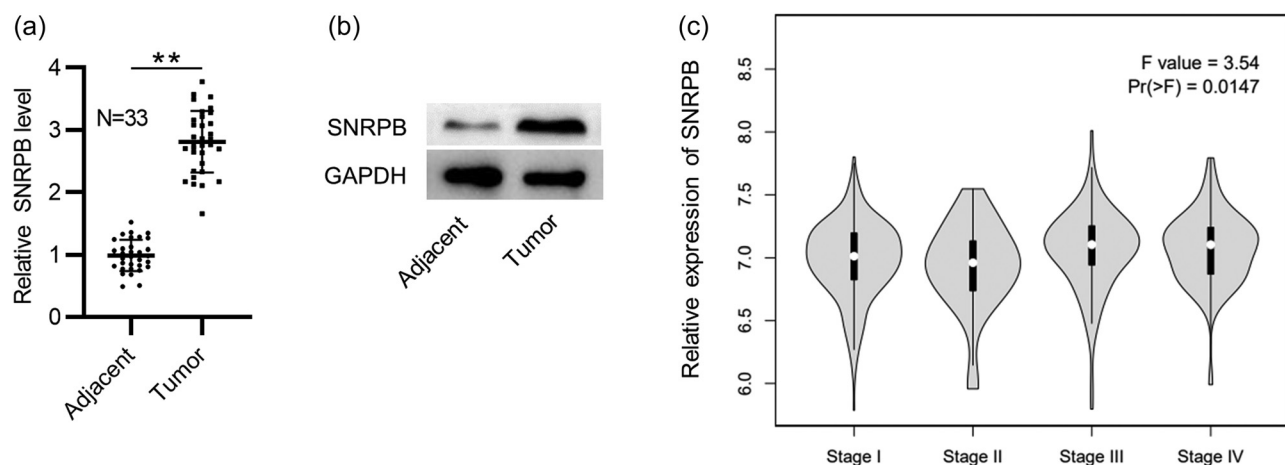 (a)
**
4
3
2
1
0
N=33
Relative SNRPB level
Adjacent
Tumor
(b)
SNRPB
GAPDH
Adjacent
Tumor
(c)
F value = 3.54
Pr(>F) = 0.0147
Relative expression of SNRPB
8.5
8.0
7.5
7.0
6.5
6.0
Stage I
Stage II
Stage III
Stage IV